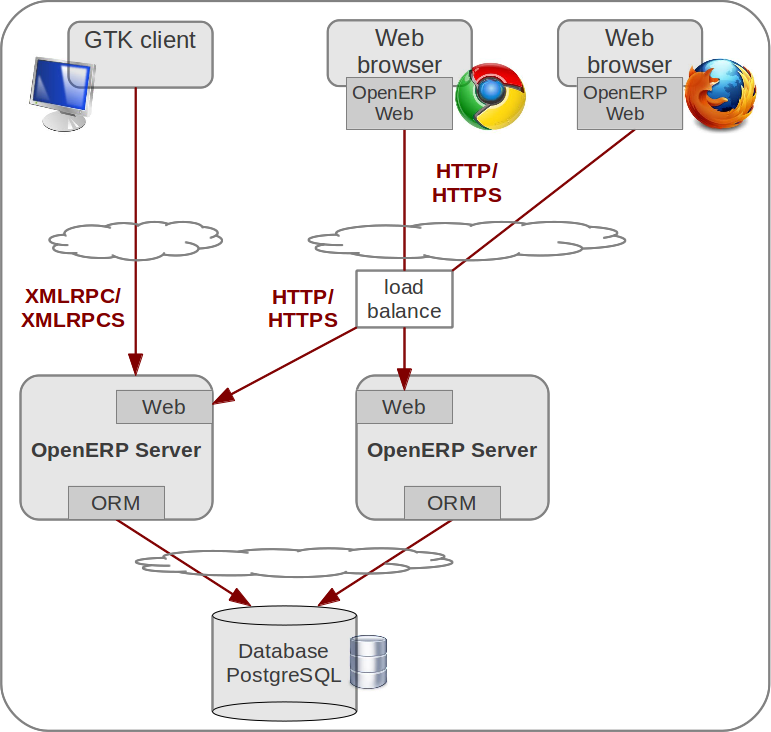 GTK client
Web
browser
OpenERP
Web
Web
browser
OpenERP
Web
HTTP/
HTTPS
XMLRPC/
XMLRPCS
HTTP/
HTTPS
load
balance
Web
OpenERP Server
ORM
Web
OpenERP Server
ORM
Database
PostgreSQL